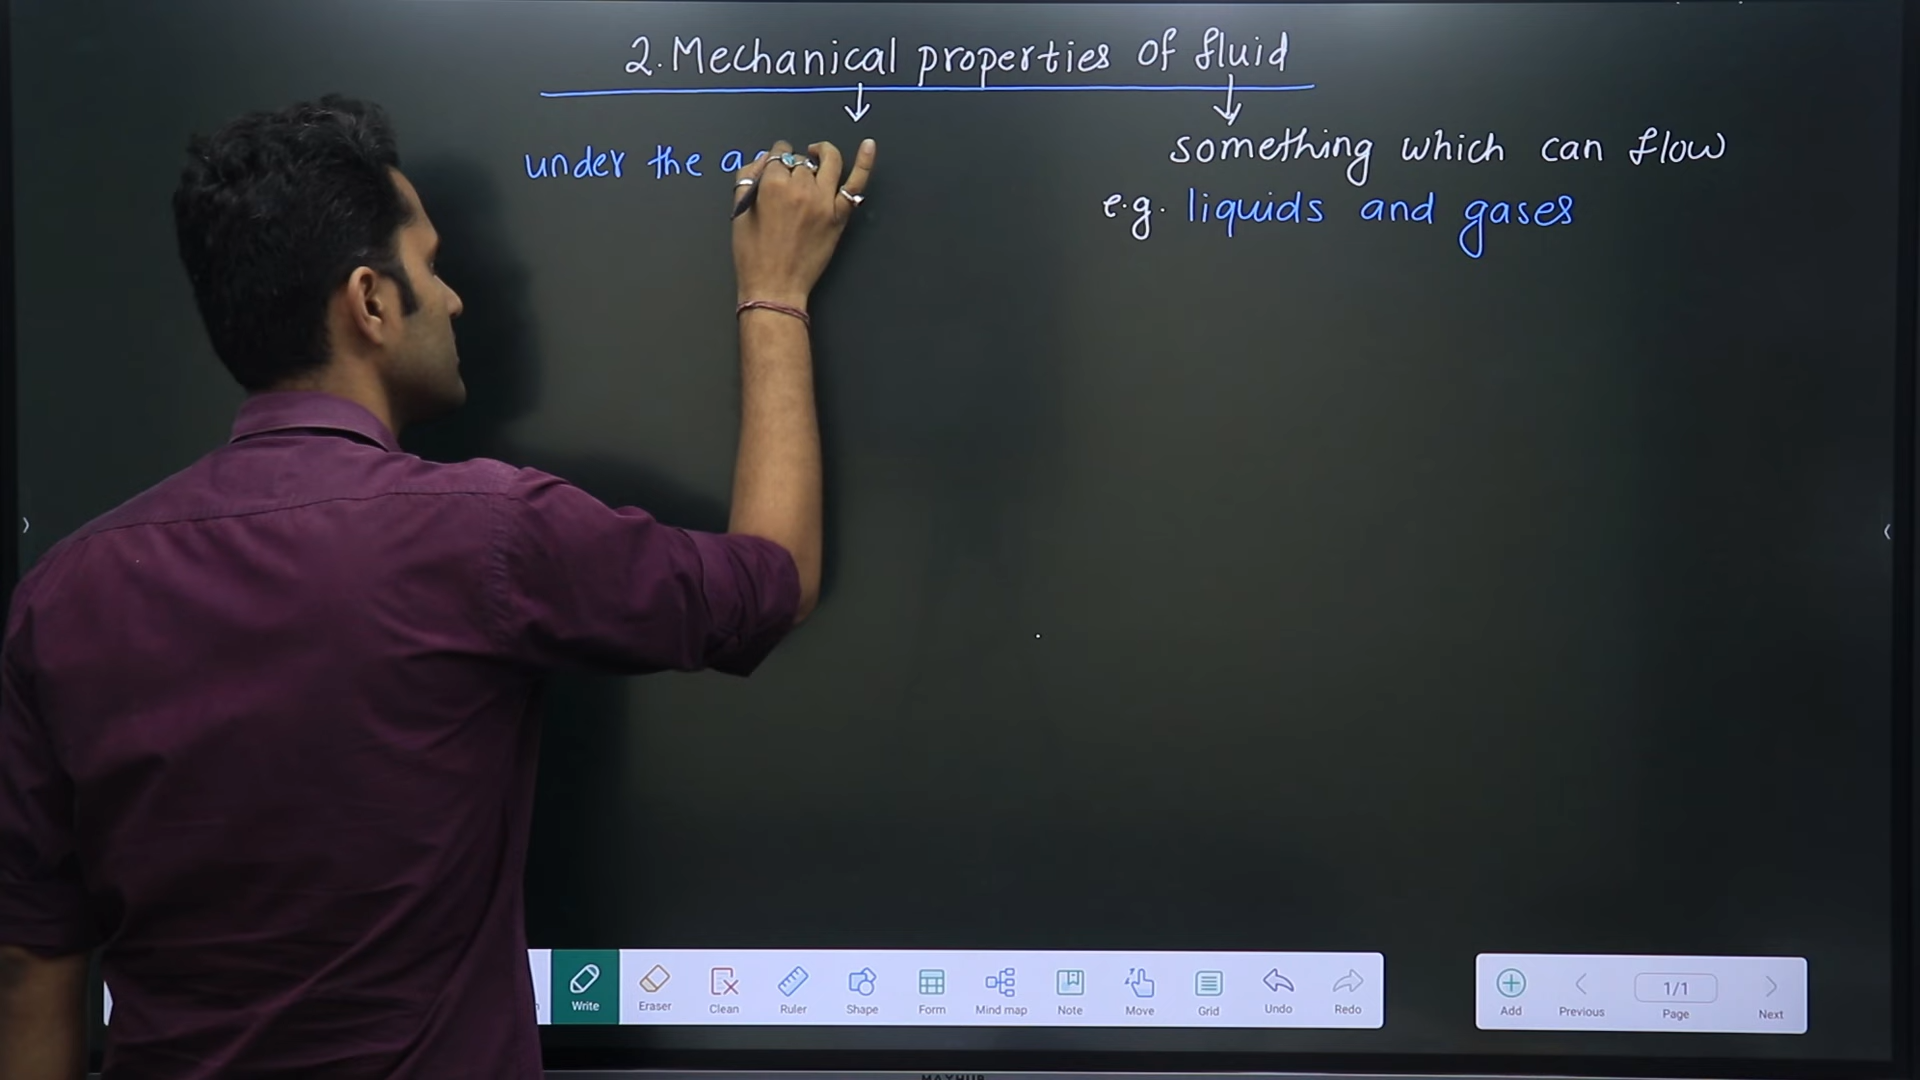 2. Mechanical properties of fluid
under the
something which can flow
e.g. liquids and gases
Write
Eraser
Clean
Ruler
Shape
Form
Mind map
Note
Move
Grid
Undo
Redo
Add
Previous
1/1
Page
Next